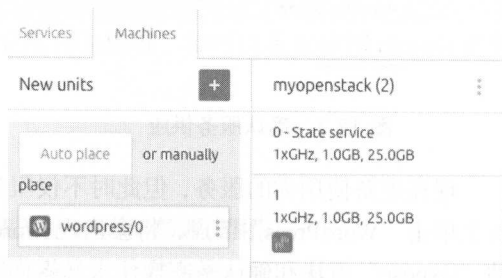 Services Machines
New units + myopenstack (2)
Auto place or manually
place
wordpress/0
0 - State service
1xGHz, 1.0GB, 25.0GB
1
1xGHz, 1.0GB, 25.0GB